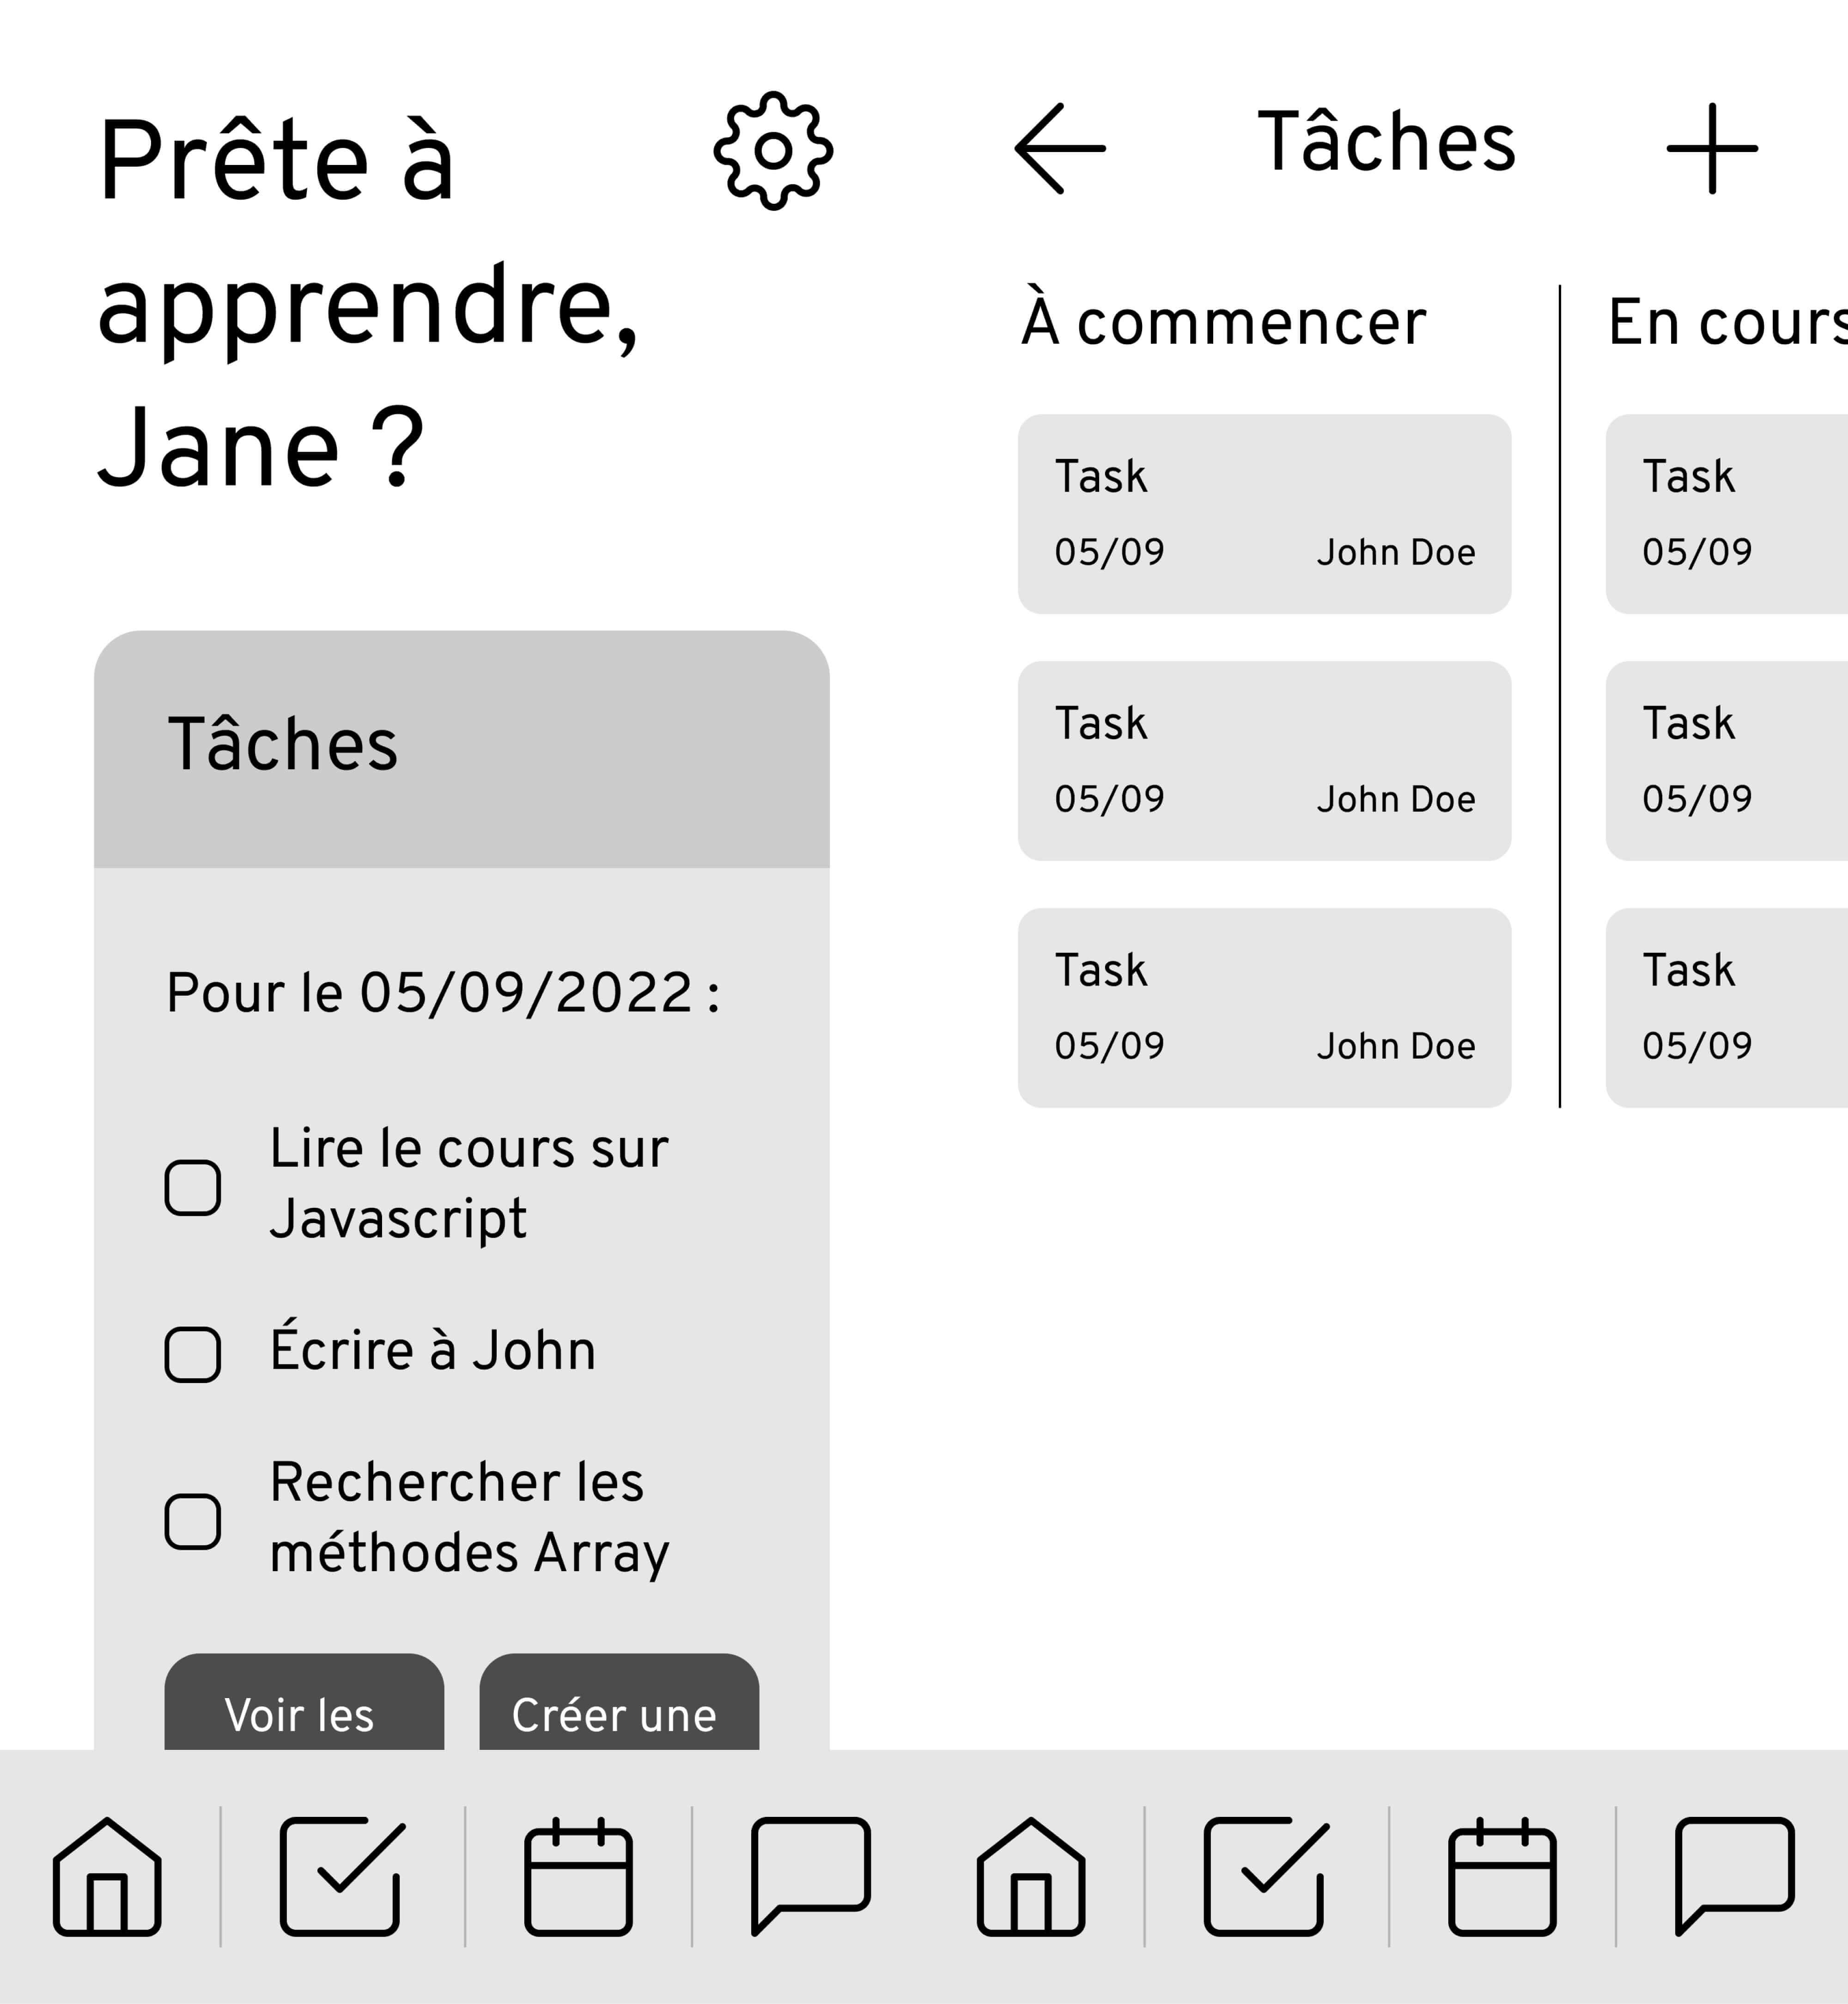 Prête à
apprendre,
Jane ?
Tâches
Pour le 05/09/2022 :
Lire le cours sur
Javascript
Écrire à John
Rechercher les
méthodes Array
Voir les
Créer une
Tâches
À commencer
Task
05/09 John Doe
Task
05/09 John Doe
Task
05/09 John Doe
En cours
Task
05/09
Task
05/09
Task
05/09